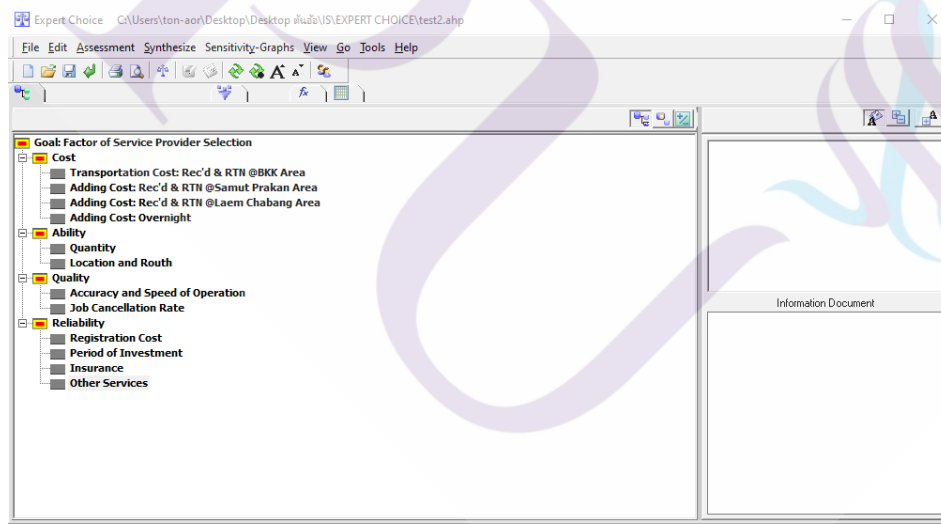 Expert Choice C:\Users\ton-aor\Desktop\Desktop ต้นอ้อ\IS\EXPERT CHOICE\test2.ahp
File Edit Assessment Synthesize Sensitivity-Graphs View Go Tools Help
Goal: Factor of Service Provider Selection
Cost
Transportation Cost: Rec'd & RTN @BKK Area
Adding Cost: Rec'd & RTN @Samut Prakan Area
Adding Cost: Rec'd & RTN @Laem Chabang Area
Adding Cost: Overnight
Ability
Quantity
Location and Routh
Quality
Accuracy and Speed of Operation
Job Cancellation Rate
Reliability
Registration Cost
Period of Investment
Insurance
Other Services
Information Document